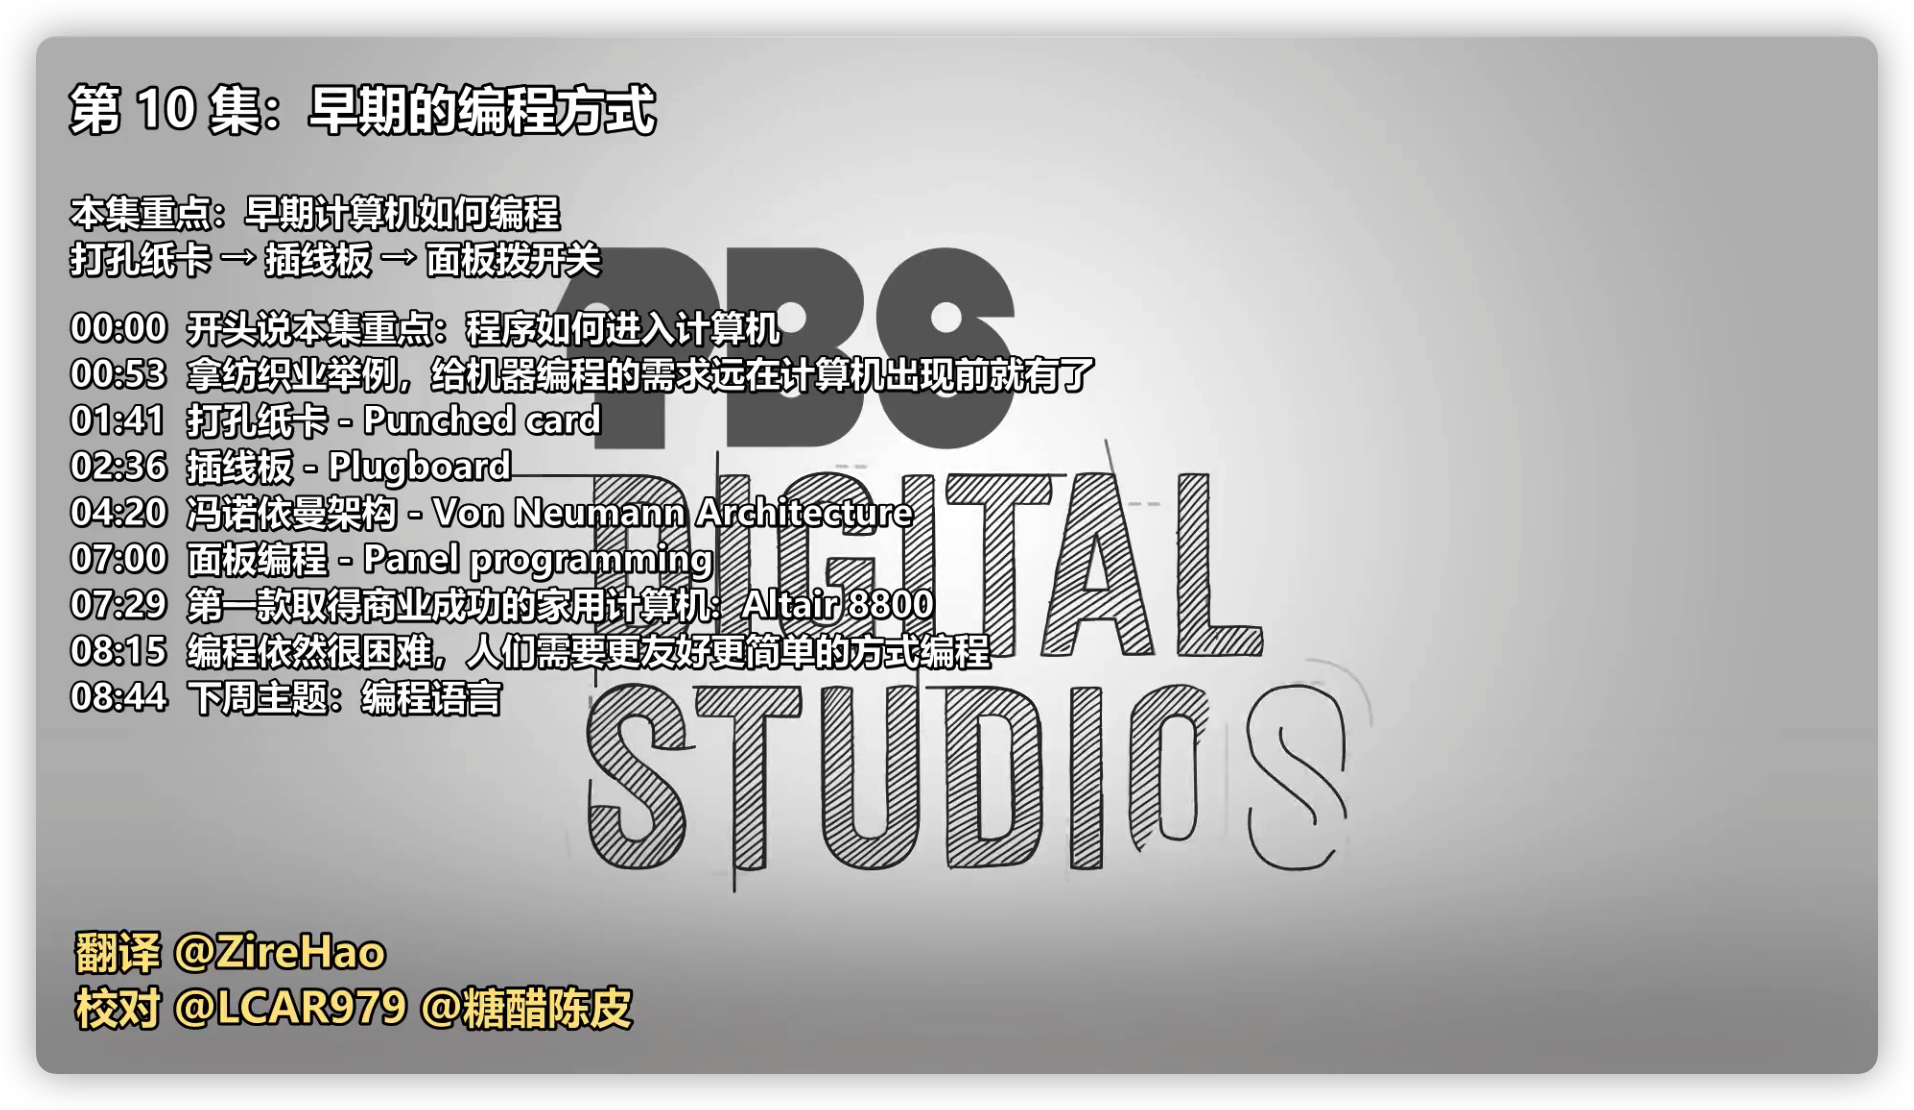 第 10 集：早期的编程方式
本集重点：早期计算机如何编程
打孔纸卡 → 插线板 → 面板拨开关
00:00 开头说本集重点：程序如何进入计算机
00:53 拿纺织业举例，给机器编程的需求远在计算机出现前就有了
01:41 打孔纸卡 - Punched card
02:36 插线板 - Plugboard
04:20 冯诺依曼架构 - Von Neumann Architecture
07:00 面板编程 - Panel programming
07:29 第一款取得商业成功的家用计算机：Altair 8800
08:15 编程依然很困难，人们需要更友好更简单的方式编程
08:44 下周主题：编程语言
PBS
DIGITAL
STUDIOS
翻译 @ZireHao
校对 @LCAR979 @糖醋陈皮